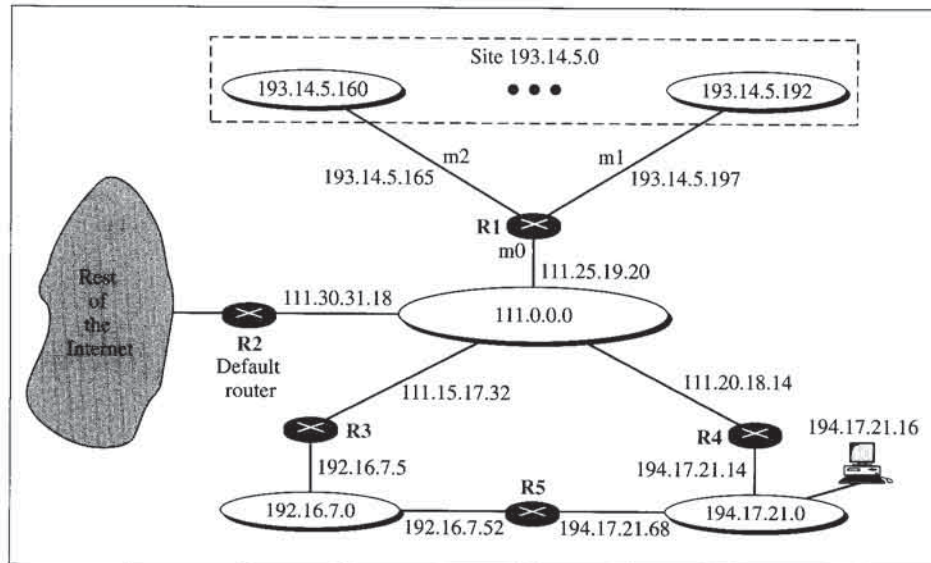 Site 193.14.5.0
193.14.5.160
193.14.5.192
m2
m1
193.14.5.165
193.14.5.197
R1
m0
111.25.19.20
Rest
of
the
Internet
111.30.31.18
111.0.0.0
R2
Default
router
111.15.17.32
111.20.18.14
R3
R4
194.17.21.16
192.16.7.5
194.17.21.14
R5
192.16.7.0
194.17.21.0
192.16.7.52
194.17.21.68